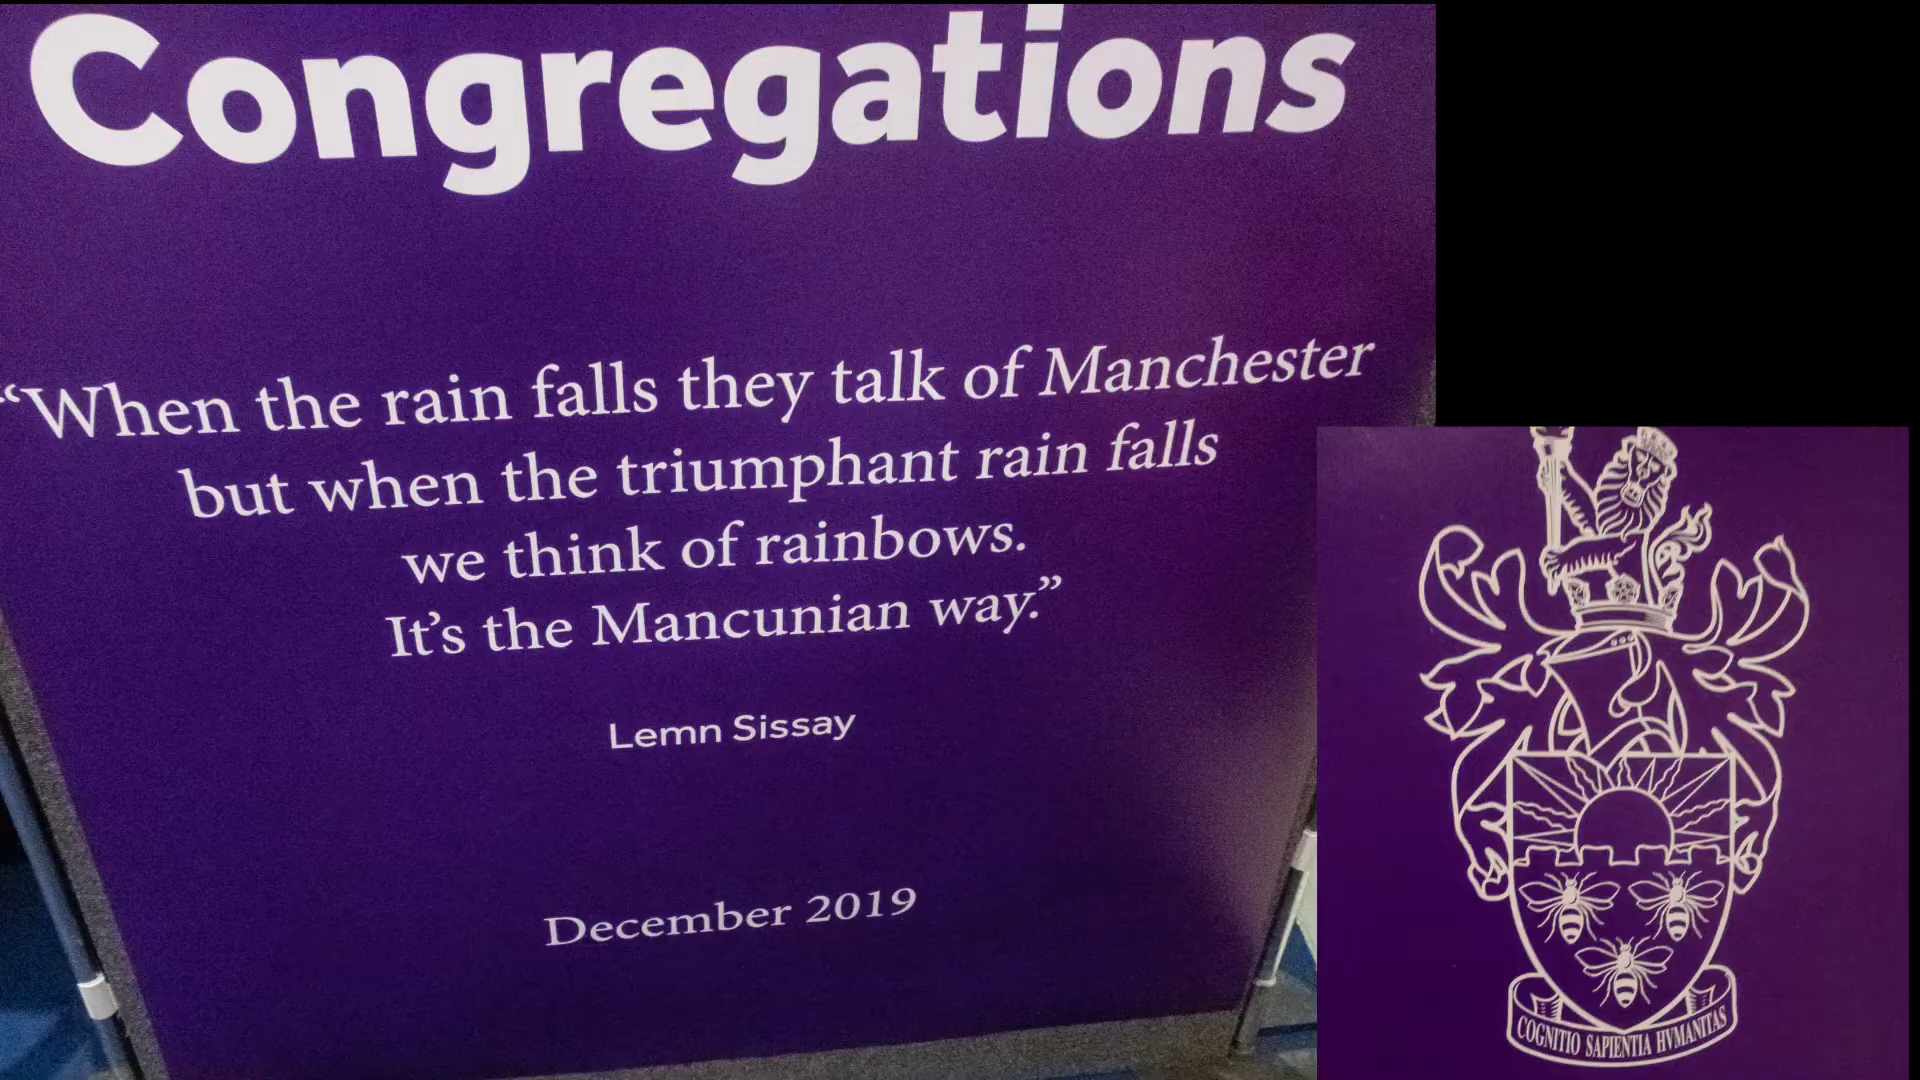 Congregations
“When the rain falls they talk of Manchester
but when the triumphant rain falls
we think of rainbows.
It’s the Mancunian way.”
Lemn Sissay
December 2019
COGNITIO SAPIENTIA HVMANITAS